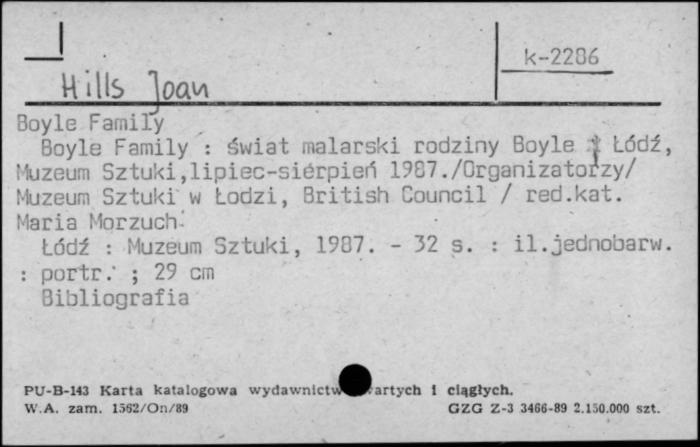 k-2286
Hills Joan
Boyle Family
Boyle Family : świat malarski rodziny Boyle : Łódź,
Muzeum Sztuki,lipiec-sierpień 1987./Organizatorzy/
Muzeum Sztuki w Łodzi, British Council / red.kat.
Maria Morzuch.
Łódź : Muzeum Sztuki, 1987. - 32 s. : il.jednobarw.
: portr. ; 29 cm
Bibliografia
PU-B-143 Karta katalogowa wydawnictw artych i ciągłych.
W.A. zam. 1562/On/89 GZG Z-3 3466-89 2.150.000 szt.